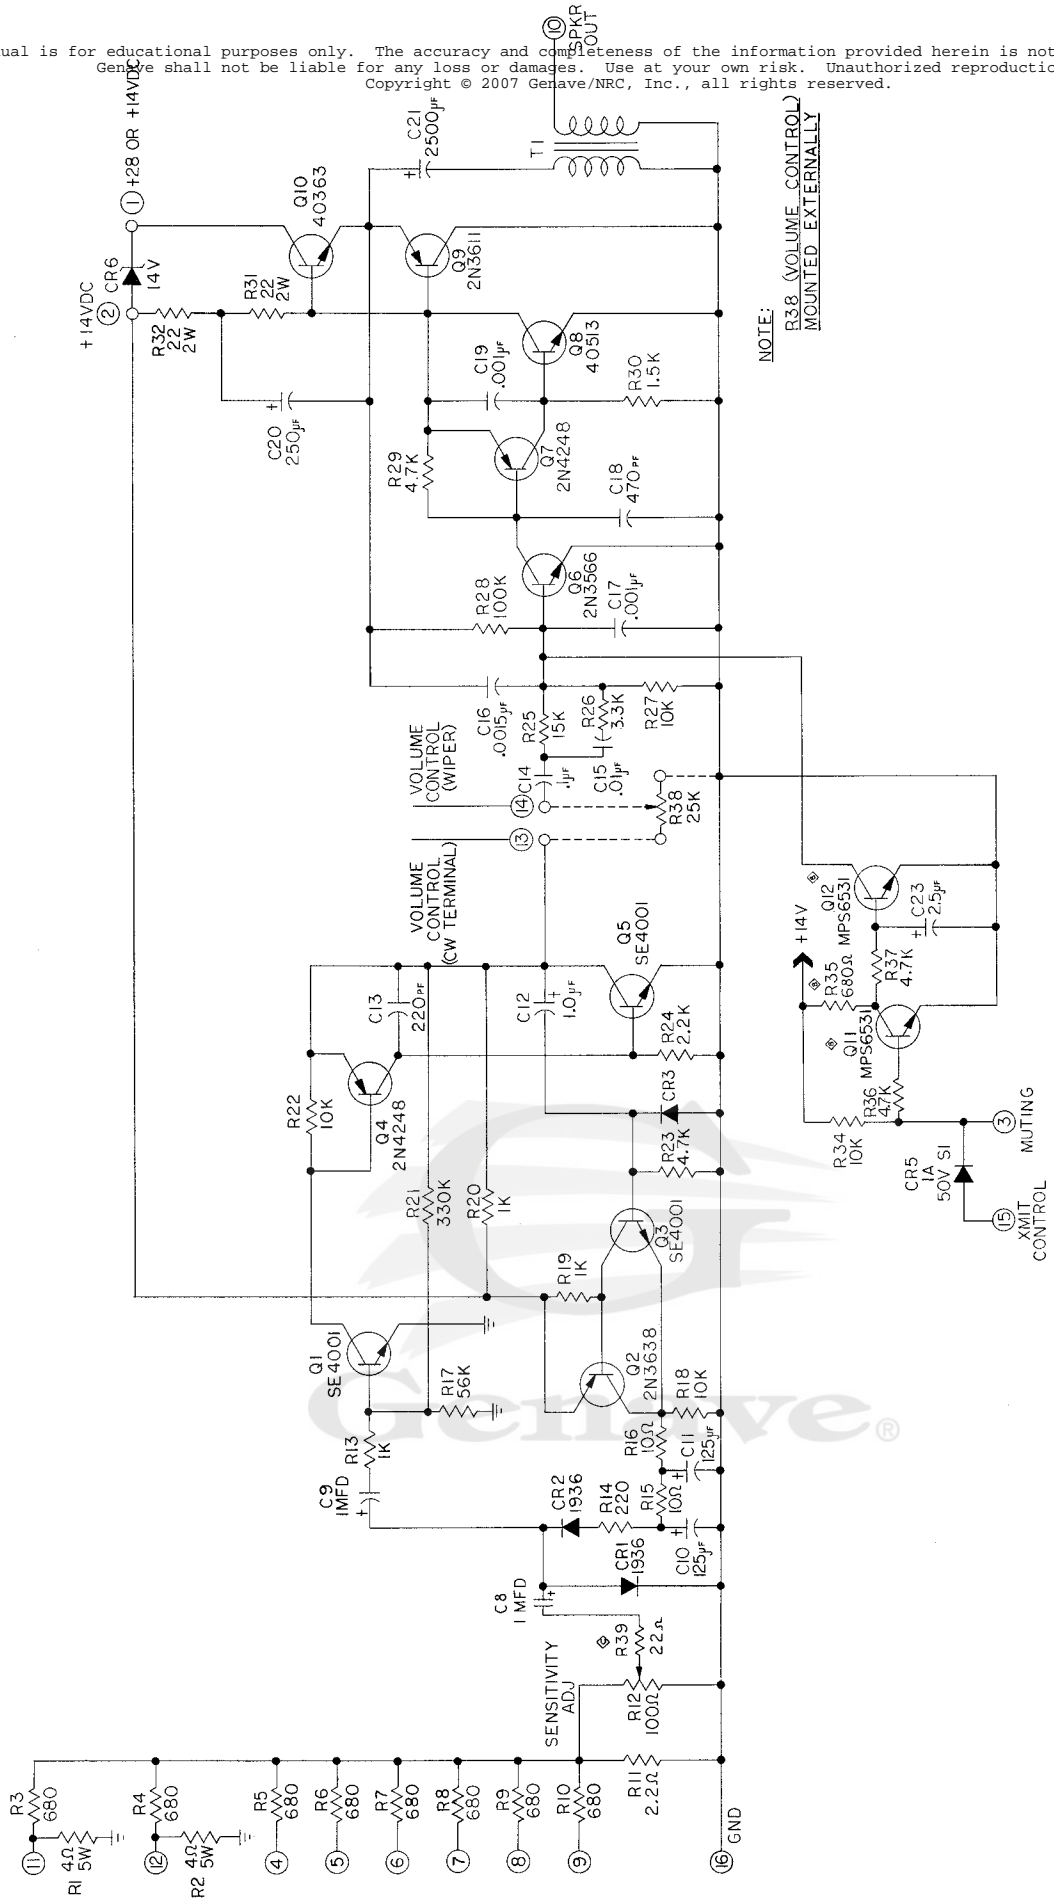 ual is for educational purposes only.  The accuracy and completeness of the information provided herein is not
Genave shall not be liable for any loss or damages.  Use at your own risk.  Unauthorized reproductio
Copyright © 2007 Genave/NRC, Inc., all rights reserved.
10
SPKR
OUT
1 +28 OR +14VDC
+14VDC
2
CR6
14V
R32
22
2W
R31
22
2W
Q10
40363
C21
+
2500µF
T1
Q9
2N3611
C20
+
250µF
C19
.001µF
Q8
40513
R29
4.7K
Q7
2N4248
R30
1.5K
C18
470PF
R28
100K
Q6
2N3566
C17
.001µF
NOTE:
R38 (VOLUME CONTROL)
MOUNTED EXTERNALLY
C16
.0015µF
R25
15K
R26
3.3K
R27
10K
C14
.1µF
C15
.01µF
VOLUME
CONTROL
(WIPER)
14
13
R38
25K
VOLUME
CONTROL
(CW TERMINAL)
Q5
SE4001
C13
220PF
C12
1.0µF
+
R24
2.2K
R22
10K
Q4
2N4248
CR3
R23
4.7K
R21
330K
R20
1K
Q3
SE4001
R19
1K
Q1
SE4001
R17
56K
Q2
2N3638
R18
10K
R13
1K
R16
10Ω
C11
+
125µF
C9
1MFD
+
CR2
1936
R14
220
R15
10Ω
C10
+
125µF
CR1
1936
C8
1MFD
+
R39
22Ω
SENSITIVITY
ADJ
R12
100Ω
R11
2.2Ω
+14V
Q12
MPS6531
C23
+
2.5µF
R35
680Ω
R37
4.7K
Q11
MPS6531
R36
47K
R34
10K
CR5
1A
50V SI
3
MUTING
15
XMIT
CONTROL
R3
680
11
R1
4Ω
5W
R4
680
12
R2
4Ω
5W
R5
680
4
R6
680
5
R7
680
6
R8
680
7
R9
680
8
R10
680
9
16
GND
Genave®